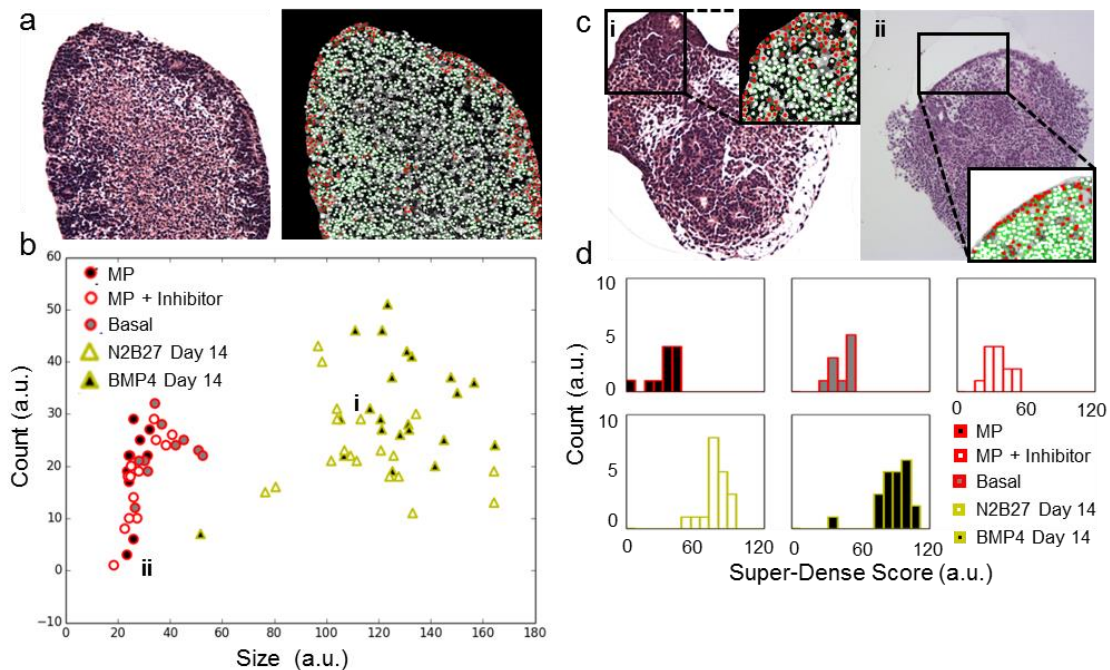 a
c
i
ii
b
60
50
40
30
20
10
0
-10
Count (a.u.)
MP
MP + Inhibitor
Basal
N2B27 Day 14
BMP4 Day 14
i
ii
0 20 40 60 80 100 120 140 160 180
Size (a.u.)
d
10
5
0
10
5
0
Count (a.u.)
0 60 120
0 60 120
0 60 120
MP
MP + Inhibitor
Basal
N2B27 Day 14
BMP4 Day 14
Super-Dense Score (a.u.)